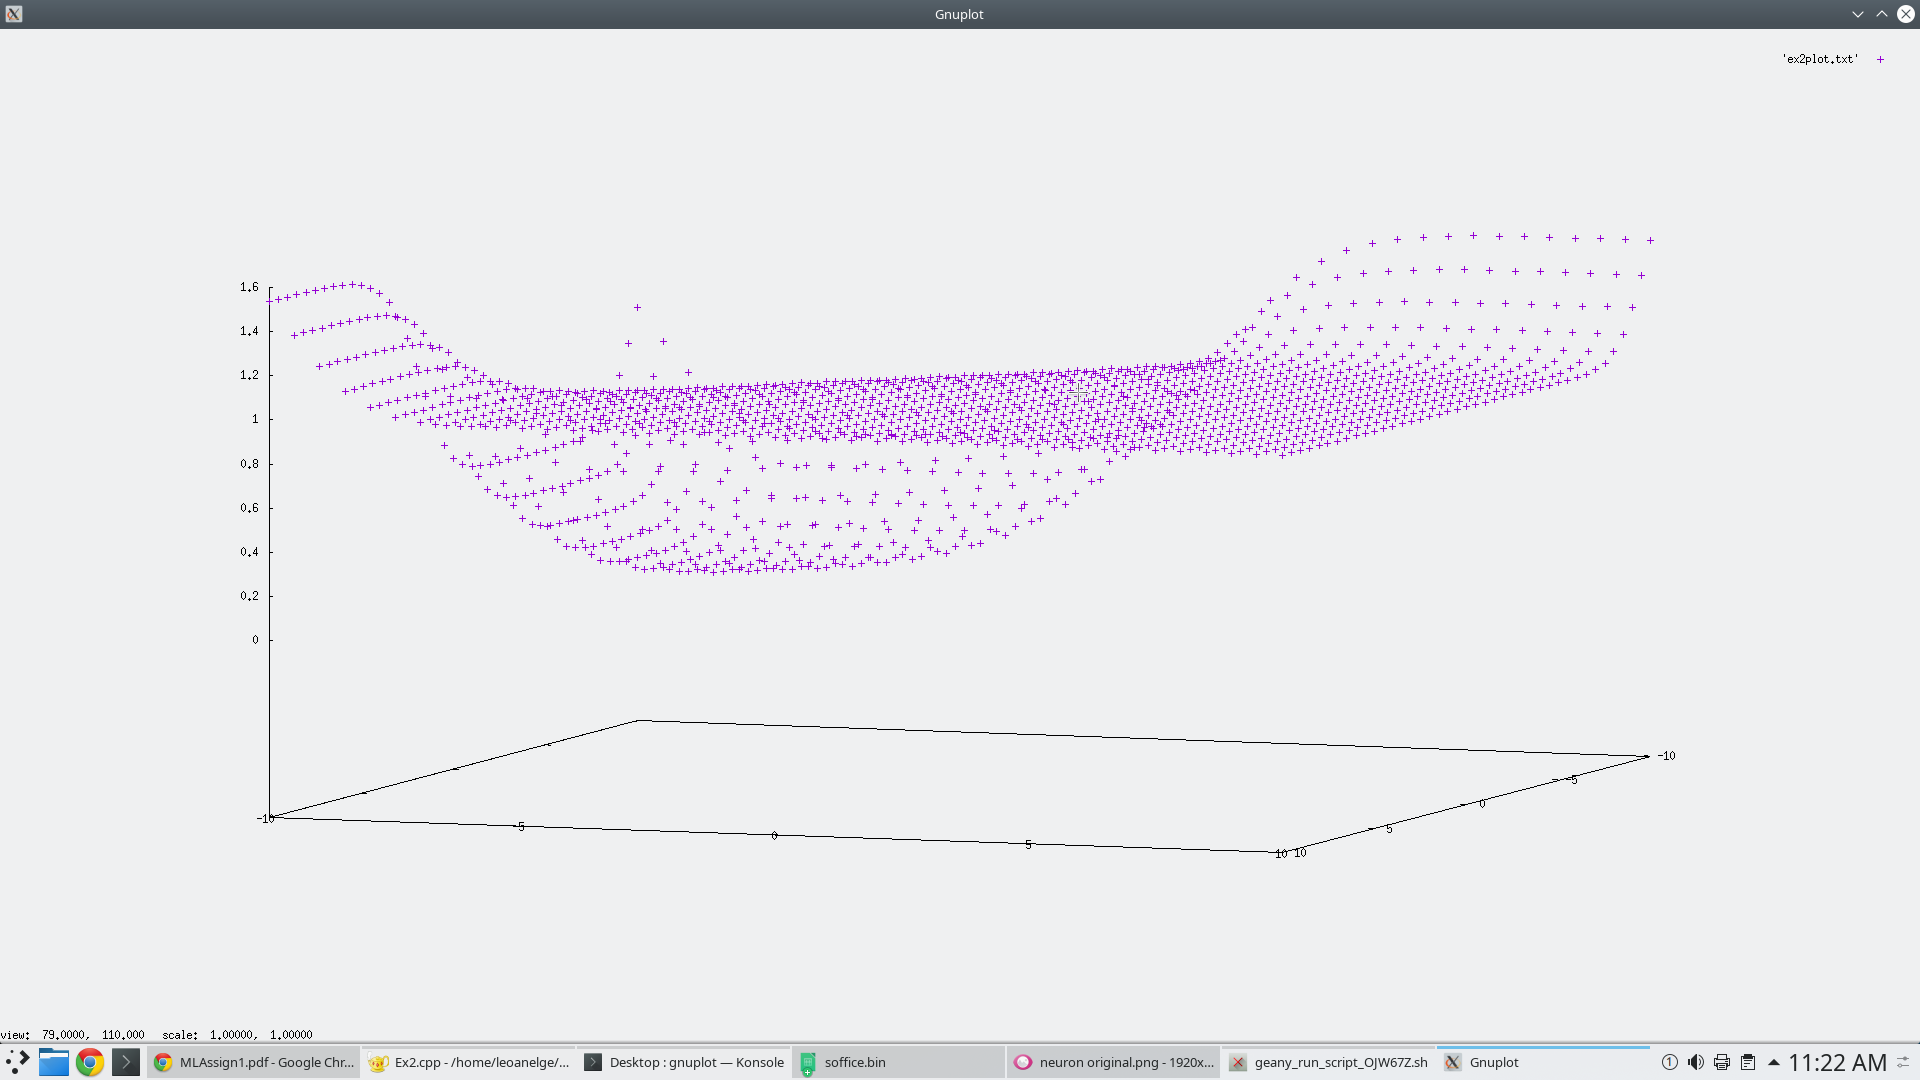 Gnuplot
'ex2plot.txt'
1.6
1.4
1.2
1
0.8
0.6
0.4
0.2
0
-10
-5
0
5
10
10
5
0
-5
-10
view: 79.0000, 110.000 scale: 1.00000, 1.00000
MLAssign1.pdf - Google Chr...
Ex2.cpp - /home/leoanelge/...
Desktop : gnuplot — Konsole
soffice.bin
neuron original.png - 1920x...
geany_run_script_OJW67Z.sh
Gnuplot
1
11:22 AM